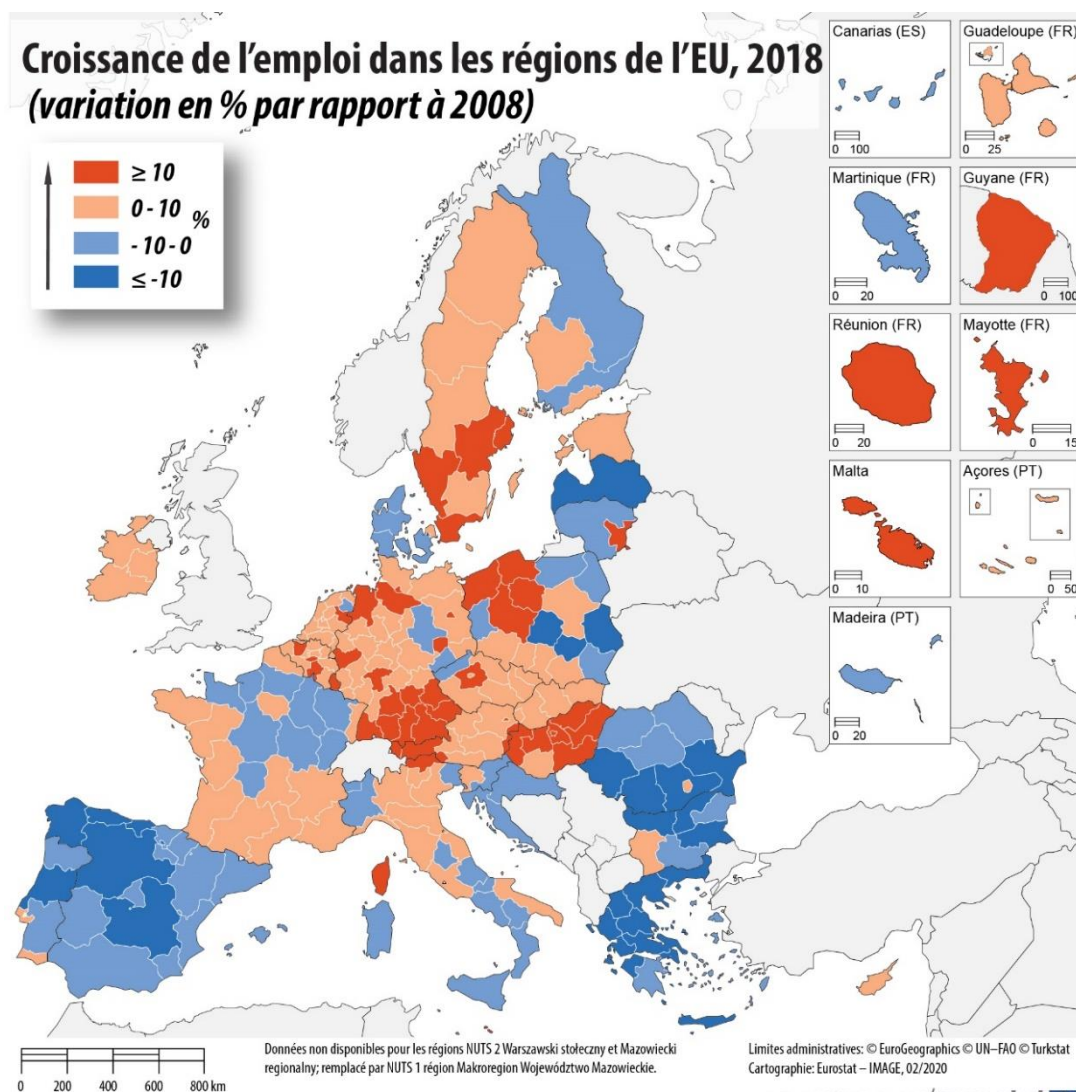 Croissance de l'emploi dans les régions de l'EU, 2018
(variation en % par rapport à 2008)
≥ 10
0 - 10
%
- 10 - 0
≤ -10
Canarias (ES)
0 100
Guadeloupe (FR)
0 25
Martinique (FR)
0 20
Guyane (FR)
0 100
Réunion (FR)
0 20
Mayotte (FR)
0 15
Malta
0 10
Açores (PT)
0 50
Madeira (PT)
0 20
0 200 400 600 800 km
Données non disponibles pour les régions NUTS 2 Warszawski stołeczny et Mazowiecki
regionalny; remplacé par NUTS 1 région Makroregion Województwo Mazowieckie.
Limites administratives: © EuroGeographics © UN–FAO © Turkstat
Cartographie: Eurostat – IMAGE, 02/2020